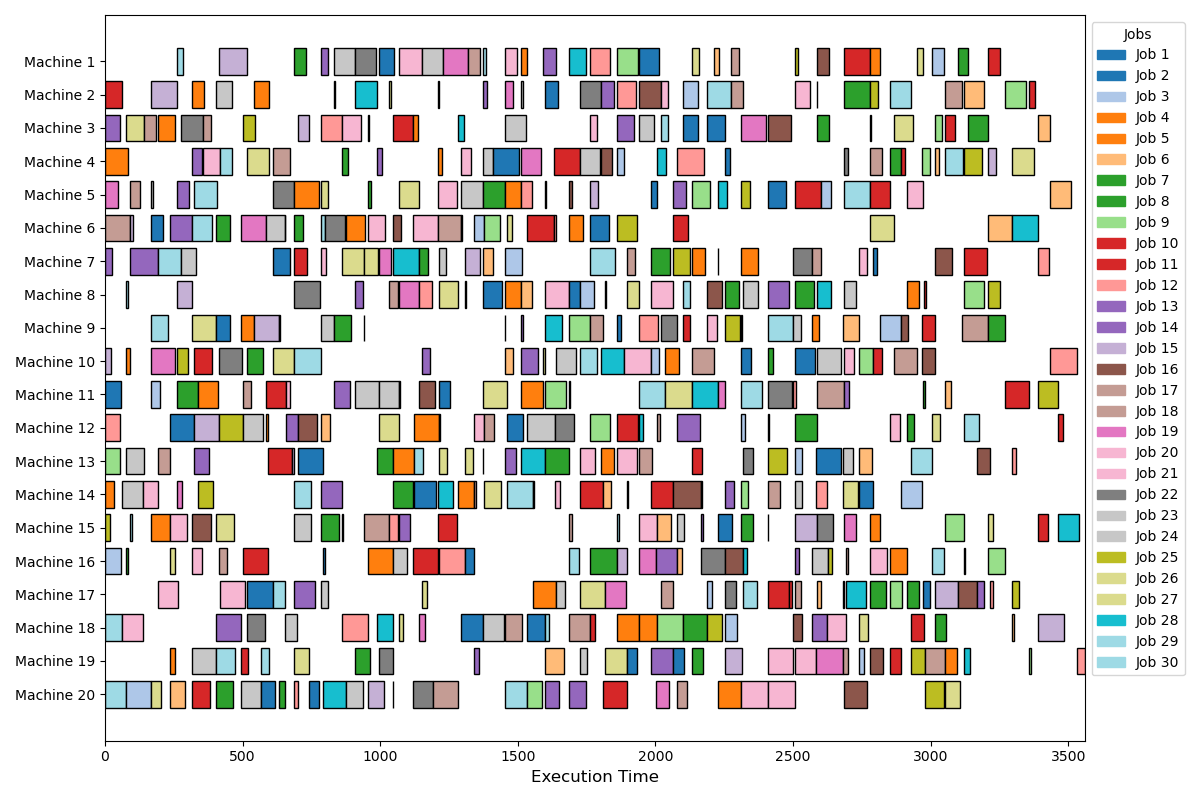 Jobs
Machine 1
Machine 2
Machine 3
Machine 4
Machine 5
Machine 6
Machine 7
Machine 8
Machine 9
Machine 10
Machine 11
Machine 12
Machine 13
Machine 14
Machine 15
Machine 16
Machine 17
Machine 18
Machine 19
Machine 20
Job 1
Job 2
Job 3
Job 4
Job 5
Job 6
Job 7
Job 8
Job 9
Job 10
Job 11
Job 12
Job 13
Job 14
Job 15
Job 16
Job 17
Job 18
Job 19
Job 20
Job 21
Job 22
Job 23
Job 24
Job 25
Job 26
Job 27
Job 28
Job 29
Job 30
0 500 1000 1500 2000 2500 3000 3500
Execution Time